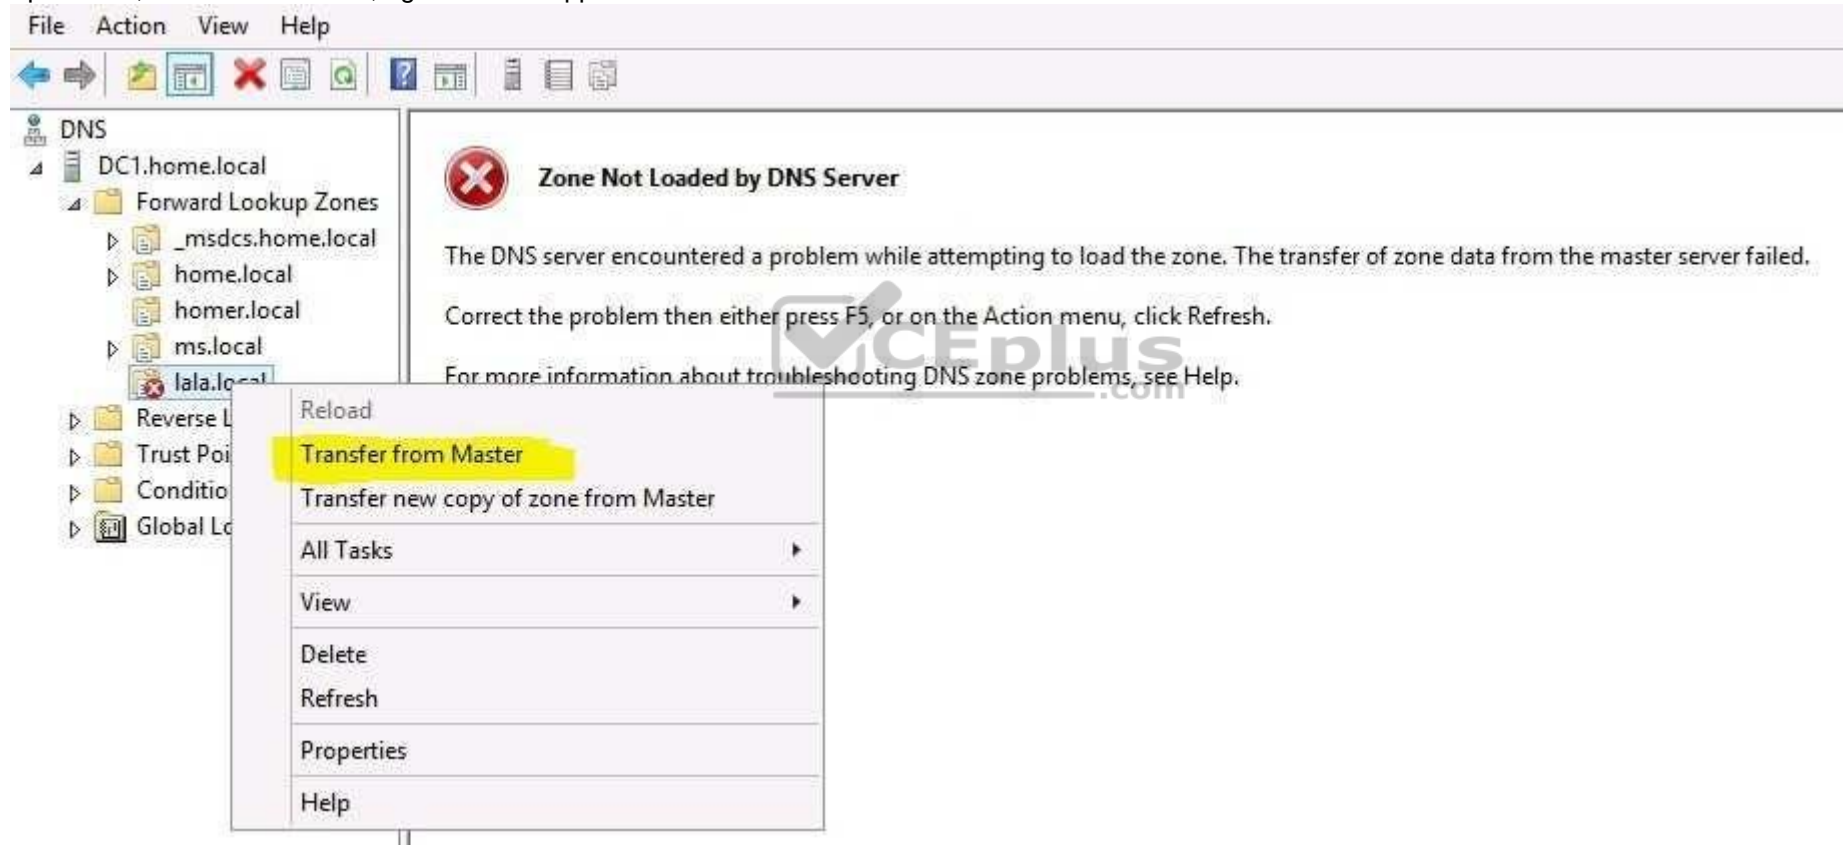 File Action View Help
DNS
DC1.home.local
Forward Lookup Zones
_msdcs.home.local
home.local
homer.local
ms.local
lala.local
Reverse L
Trust Poi
Conditio
Global Lo
Zone Not Loaded by DNS Server
The DNS server encountered a problem while attempting to load the zone. The transfer of zone data from the master server failed.
Correct the problem then either press F5, or on the Action menu, click Refresh.
For more information about troubleshooting DNS zone problems, see Help.
VCEplus
.com
Reload
Transfer from Master
Transfer new copy of zone from Master
All Tasks
View
Delete
Refresh
Properties
Help